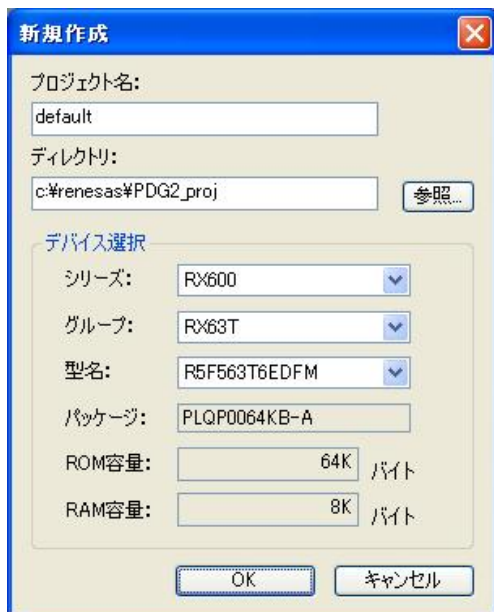 新規作成
プロジェクト名:
default
ディレクトリ:
c:¥renesas¥PDG2_proj
参照...
デバイス選択
シリーズ: RX600
グループ: RX63T
型名: R5F563T6EDFM
パッケージ: PLQP0064KB-A
ROM容量: 64K バイト
RAM容量: 8K バイト
OK キャンセル